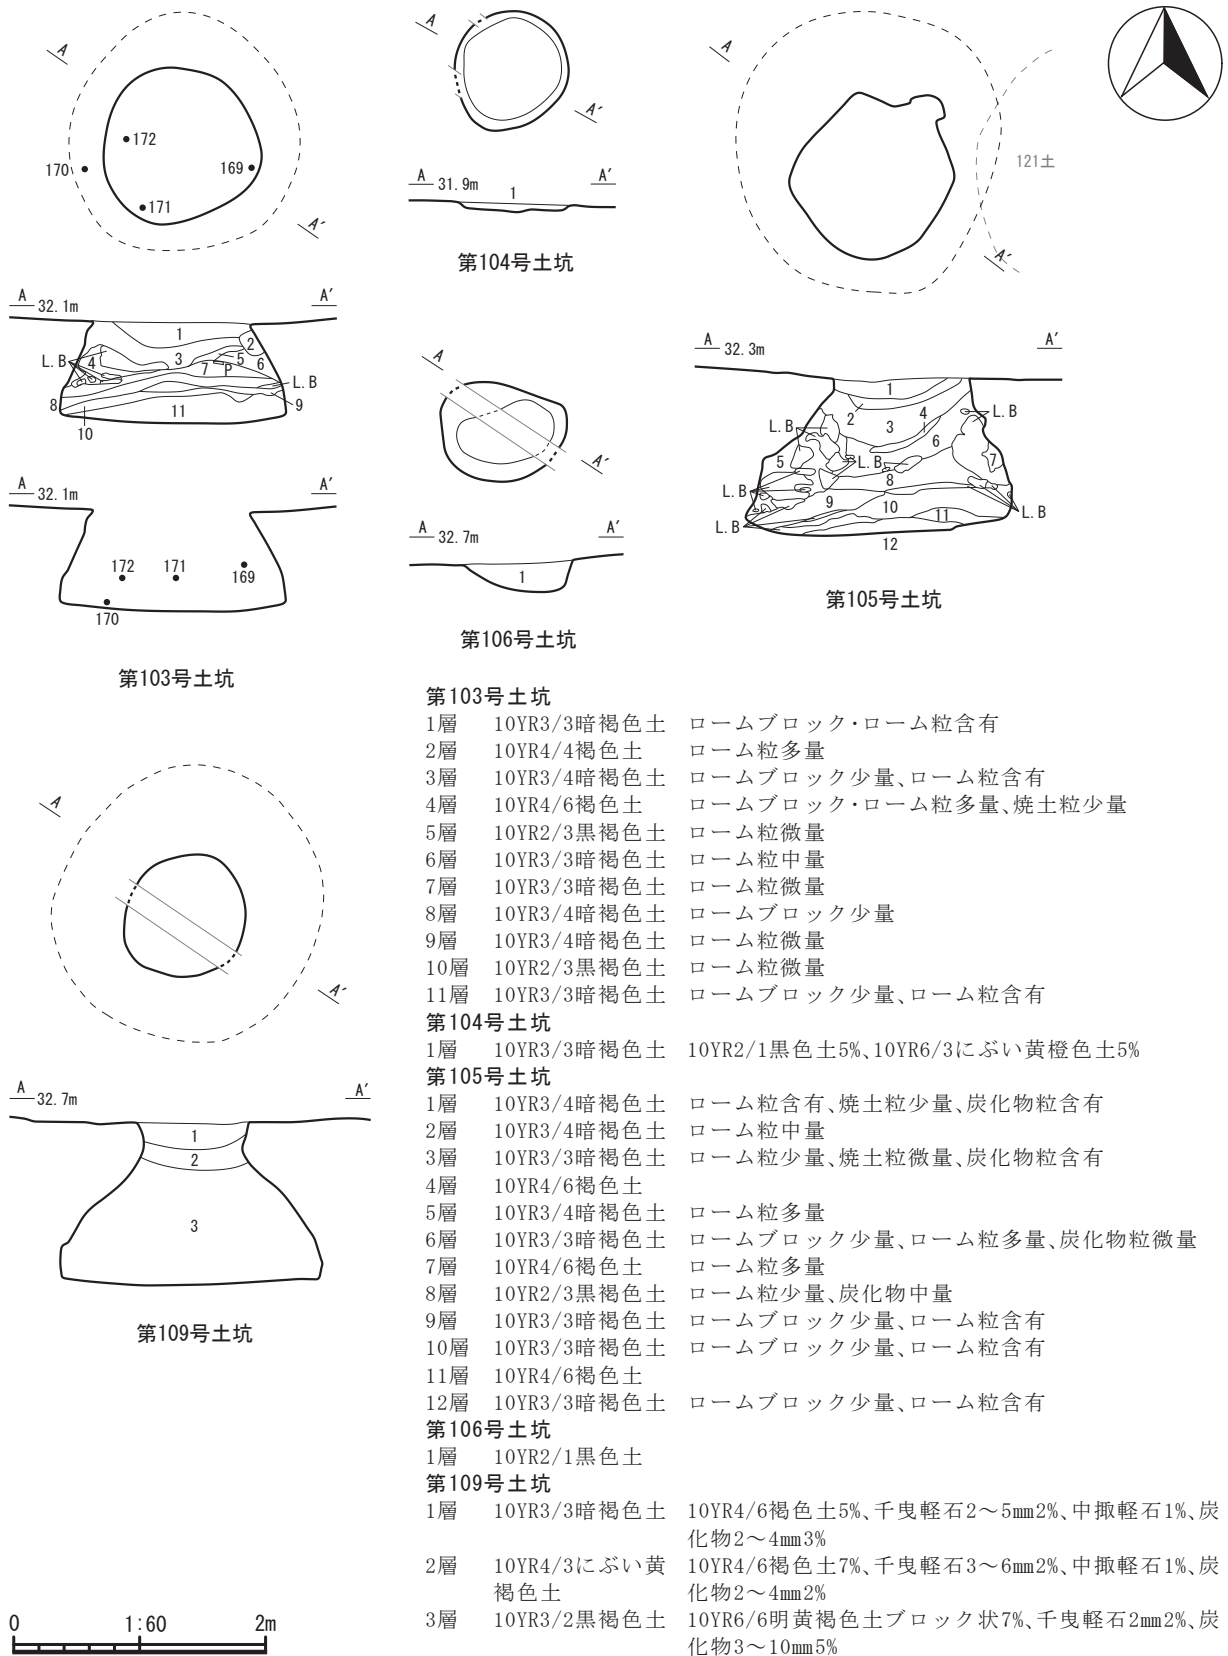 A
A'
172
170
169
171
A 32.1m A'
1
2
L.B
4
3
5
7
P
6
L.B
8
11
9
10
A 32.1m A'
172
171
169
170
第103号土坑
A
A'
A 31.9m A'
1
第104号土坑
A
A'
A 32.7m A'
1
第106号土坑
A
121土
A'
A 32.3m A'
1
2
4
L.B
3
L.B
6
5
L.B
7
8
L.B
9
10
L.B
L.B
11
12
第105号土坑
A
A'
A 32.7m A'
1
2
3
第109号土坑
0 1:60 2m
第103号土坑
1層 10YR3/3暗褐色土 ロームブロック・ローム粒含有
2層 10YR4/4褐色土 ローム粒多量
3層 10YR3/4暗褐色土 ロームブロック少量、ローム粒含有
4層 10YR4/6褐色土 ロームブロック・ローム粒多量、焼土粒少量
5層 10YR2/3黒褐色土 ローム粒微量
6層 10YR3/3暗褐色土 ローム粒中量
7層 10YR3/3暗褐色土 ローム粒微量
8層 10YR3/4暗褐色土 ロームブロック少量
9層 10YR3/4暗褐色土 ローム粒微量
10層 10YR2/3黒褐色土 ローム粒微量
11層 10YR3/3暗褐色土 ロームブロック少量、ローム粒含有
第104号土坑
1層 10YR3/3暗褐色土 10YR2/1黒色土5%、10YR6/3にぶい黄橙色土5%
第105号土坑
1層 10YR3/4暗褐色土 ローム粒含有、焼土粒少量、炭化物粒含有
2層 10YR3/4暗褐色土 ローム粒中量
3層 10YR3/3暗褐色土 ローム粒少量、焼土粒微量、炭化物粒含有
4層 10YR4/6褐色土
5層 10YR3/4暗褐色土 ローム粒多量
6層 10YR3/3暗褐色土 ロームブロック少量、ローム粒多量、炭化物粒微量
7層 10YR4/6褐色土 ローム粒多量
8層 10YR2/3黒褐色土 ローム粒少量、炭化物中量
9層 10YR3/3暗褐色土 ロームブロック少量、ローム粒含有
10層 10YR3/3暗褐色土 ロームブロック少量、ローム粒含有
11層 10YR4/6褐色土
12層 10YR3/3暗褐色土 ロームブロック少量、ローム粒含有
第106号土坑
1層 10YR2/1黒色土
第109号土坑
1層 10YR3/3暗褐色土 10YR4/6褐色土5%、千曳軽石2～5mm2%、中掫軽石1%、炭
化物2～4mm3%
2層 10YR4/3にぶい黄 10YR4/6褐色土7%、千曳軽石3～6mm2%、中掫軽石1%、炭
褐色土 化物2～4mm2%
3層 10YR3/2黒褐色土 10YR6/6明黄褐色土ブロック状7%、千曳軽石2mm2%、炭
化物3～10mm5%